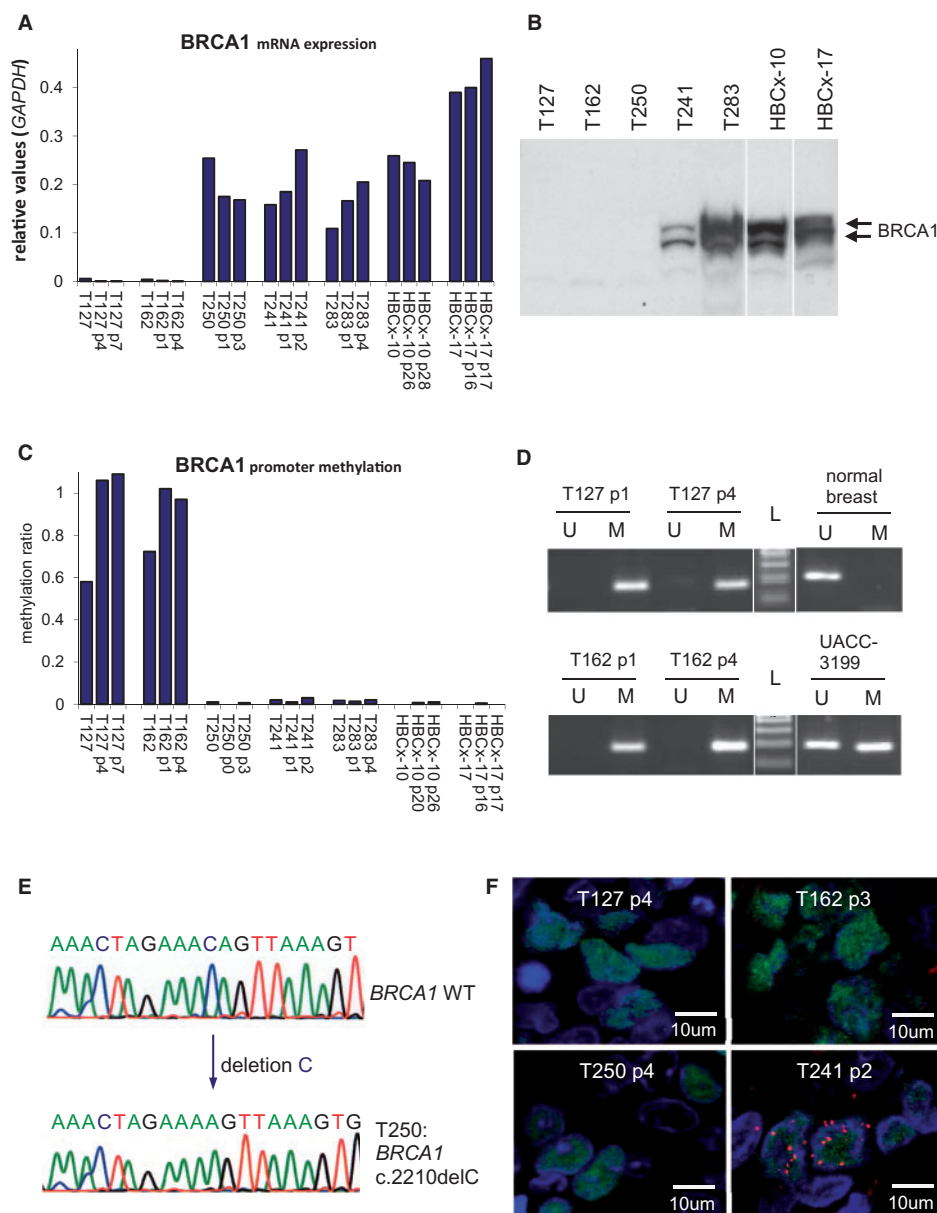 A
BRCA1 mRNA expression
relative values (GAPDH)
0.4
0.3
0.2
0.1
0
T127
T127 p4
T127 p7
T162
T162 p1
T162 p4
T250
T250 p1
T250 p3
T241
T241 p1
T241 p2
T283
T283 p1
T283 p4
HBCx-10
HBCx-10 p26
HBCx-10 p28
HBCx-17
HBCx-17 p16
HBCx-17 p17
B
T127
T162
T250
T241
T283
HBCx-10
HBCx-17
BRCA1
C
BRCA1 promoter methylation
methylation ratio
1
0.8
0.6
0.4
0.2
0
T127
T127 p4
T127 p7
T162
T162 p1
T162 p4
T250
T250 p0
T250 p3
T241
T241 p1
T241 p2
T283
T283 p1
T283 p4
HBCx-10
HBCx-10 p20
HBCx-10 p26
HBCx-17
HBCx-17 p16
HBCx-17 p17
D
T127 p1 T127 p4 L normal
breast
U M U M U M
T162 p1 T162 p4 L UACC-
3199
U M U M U M
E
AAACTAGAAACAGTTAAAGT
BRCA1 WT
deletion C
AAACTAGAAAAGTTAAAGTG
T250:
BRCA1
c.2210delC
F
T127 p4
10um
T162 p3
10um
T250 p4
10um
T241 p2
10um